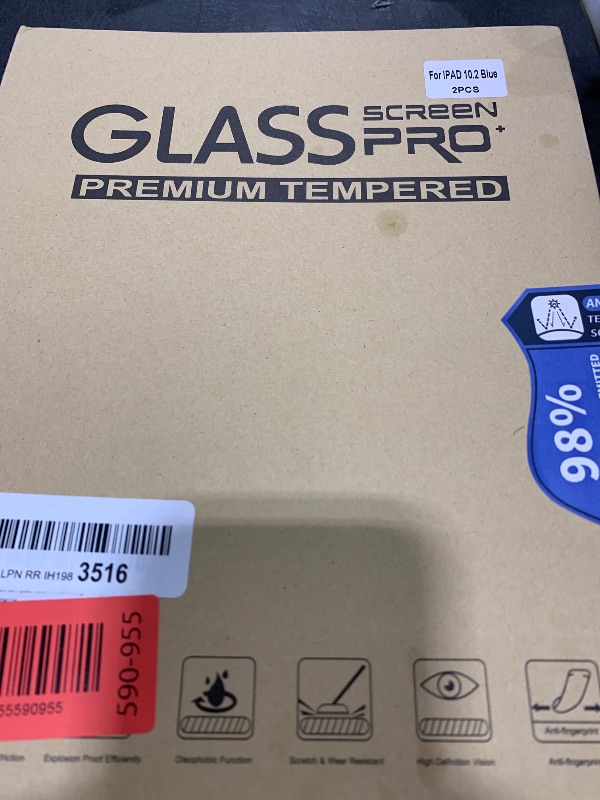 For IPAD 10.2 Blue
2PCS
GLASS
SCREEN
PRO+
PREMIUM TEMPERED
98%
LPN RR IH198 3516
590-955
55590955
Explosion Proof Efficiently
Oleophobic Function
Scratch & Wear Resistant
High Definition Vision
Anti-fingerprint
Anti-fingerprint